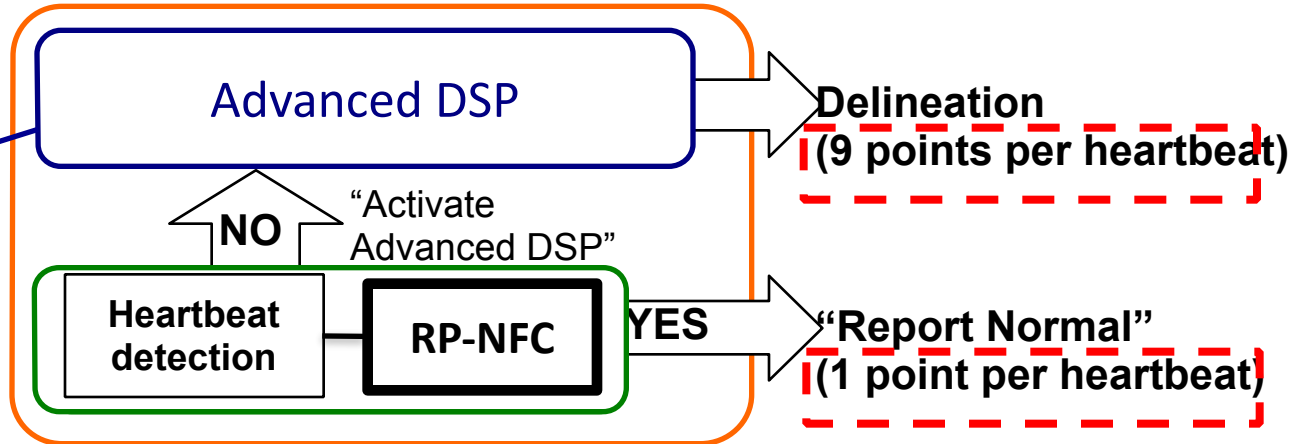 Advanced DSP
Delineation
(9 points per heartbeat)
NO
“Activate
Advanced DSP”
Heartbeat
detection
RP-NFC
YES
“Report Normal”
(1 point per heartbeat)